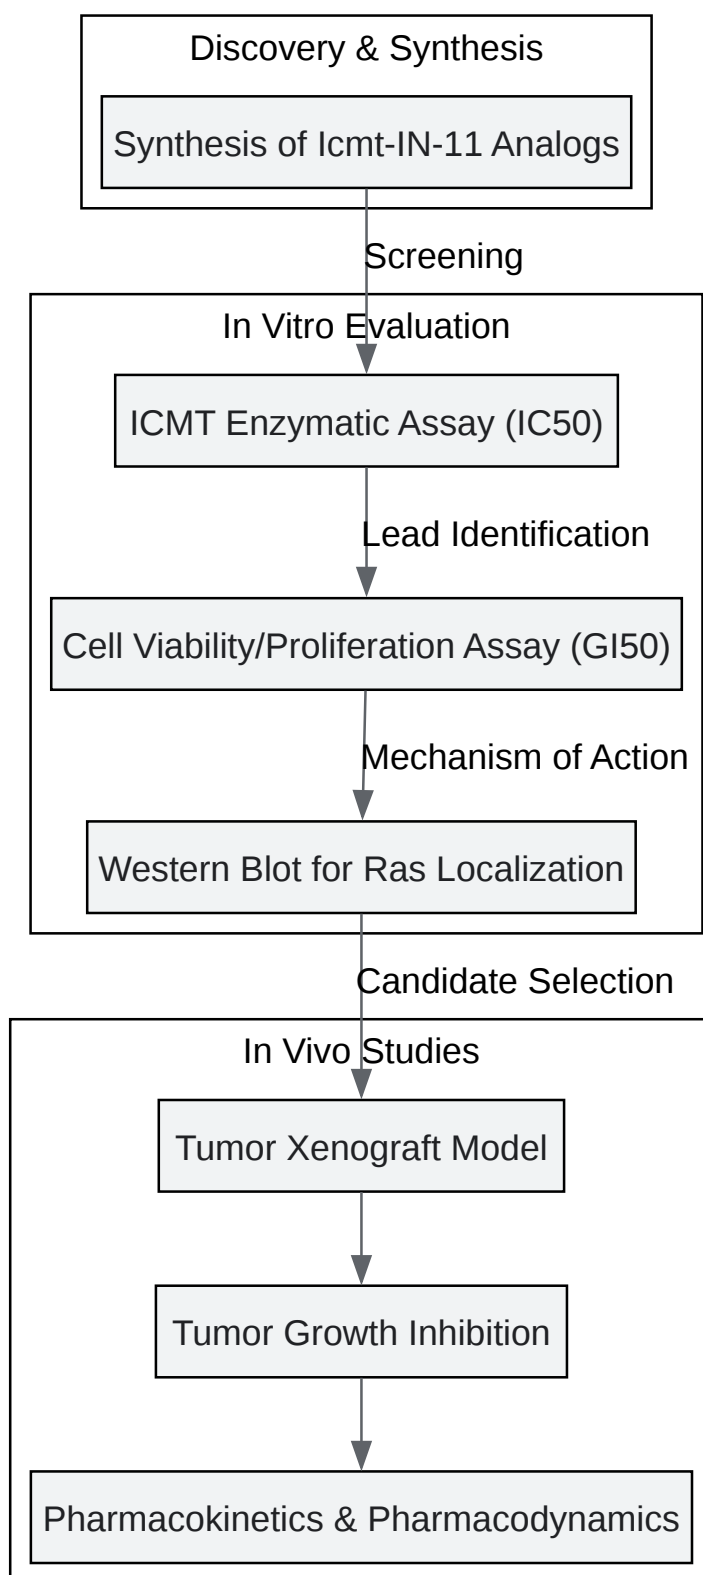 Discovery & Synthesis
Synthesis of Icmt-IN-11 Analogs
Screening
In Vitro Evaluation
ICMT Enzymatic Assay (IC50)
Lead Identification
Cell Viability/Proliferation Assay (GI50)
Mechanism of Action
Western Blot for Ras Localization
Candidate Selection
In Vivo Studies
Tumor Xenograft Model
Tumor Growth Inhibition
Pharmacokinetics & Pharmacodynamics